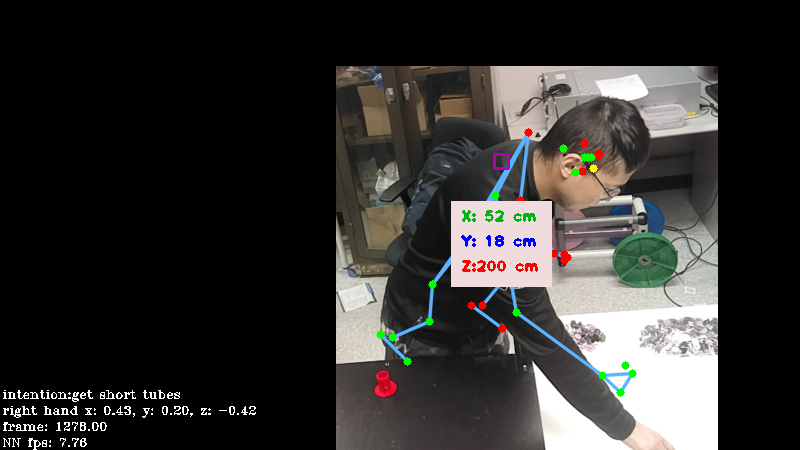 X: 52 cm
Y: 18 cm
Z:200 cm
intention:get short tubes
right hand x: 0.43, y: 0.20, z: -0.42
frame: 1278.00
NN fps: 7.76